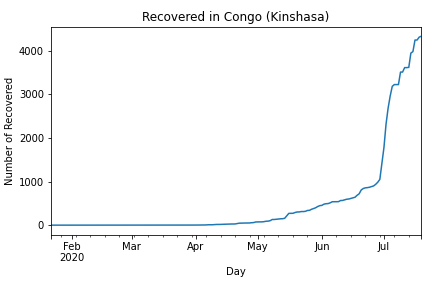 Recovered in Congo (Kinshasa)
Number of Recovered
4000
3000
2000
1000
0
Feb
2020
Mar
Apr
May
Jun
Jul
Day